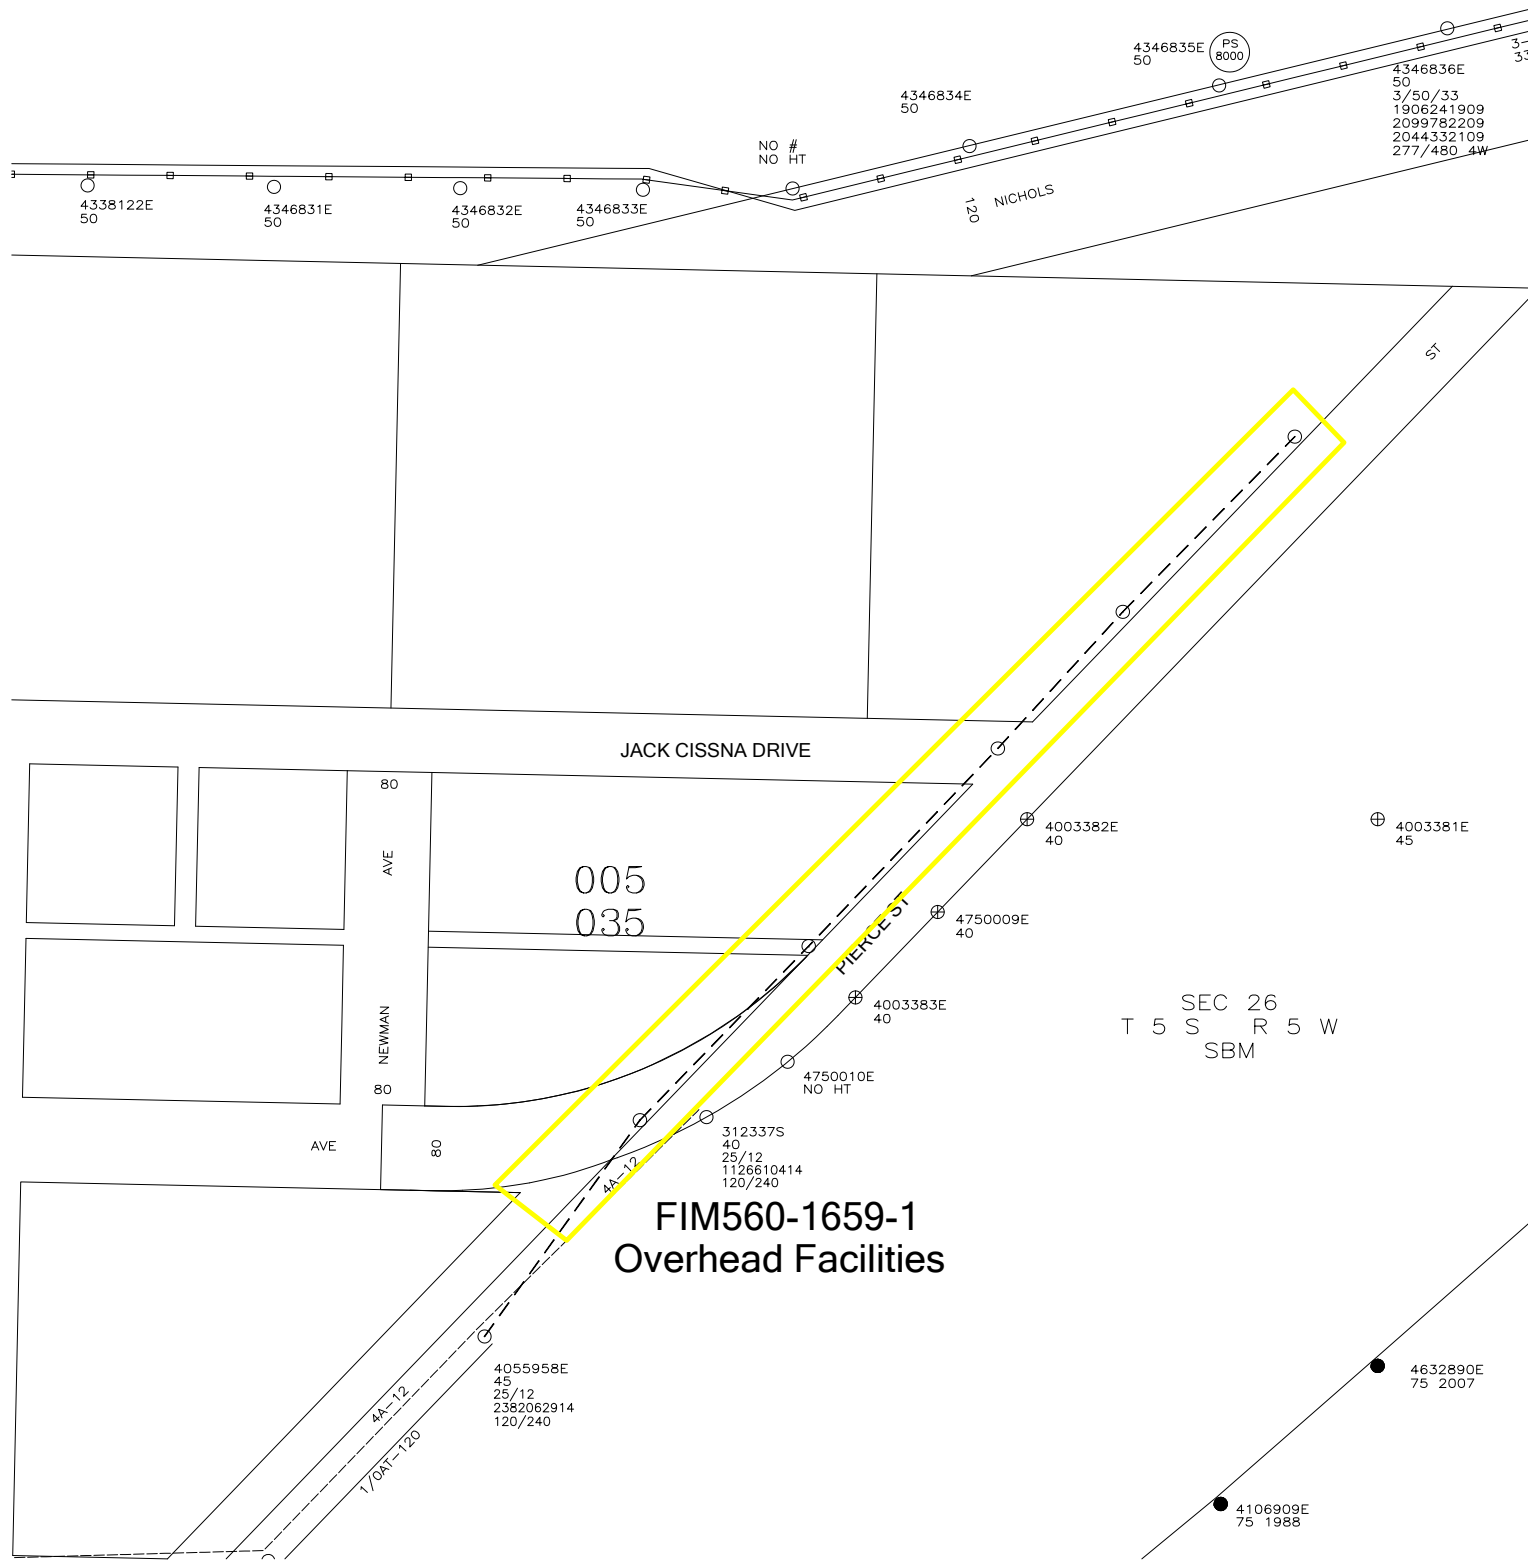 4346835E
50
PS
8000
3-
33
4346836E
50
3/50/33
1906241909
2099782209
2044332109
277/480 4W
4346834E
50
NO #
NO HT
120
NICHOLS
4338122E
50
4346831E
50
4346832E
50
4346833E
50
ST
JACK CISSNA DRIVE
80
AVE
005
035
4003382E
40
4003381E
45
PIERCE ST
4750009E
40
4003383E
40
SEC 26
T 5 S R 5 W
SBM
NEWMAN
80
4750010E
NO HT
AVE
80
312337S
40
25/12
1126610414
120/240
4A-12
FIM560-1659-1
Overhead Facilities
4055958E
45
25/12
2382062914
120/240
4A-12
1/0AT-120
4632890E
75 2007
4106909E
75 1988